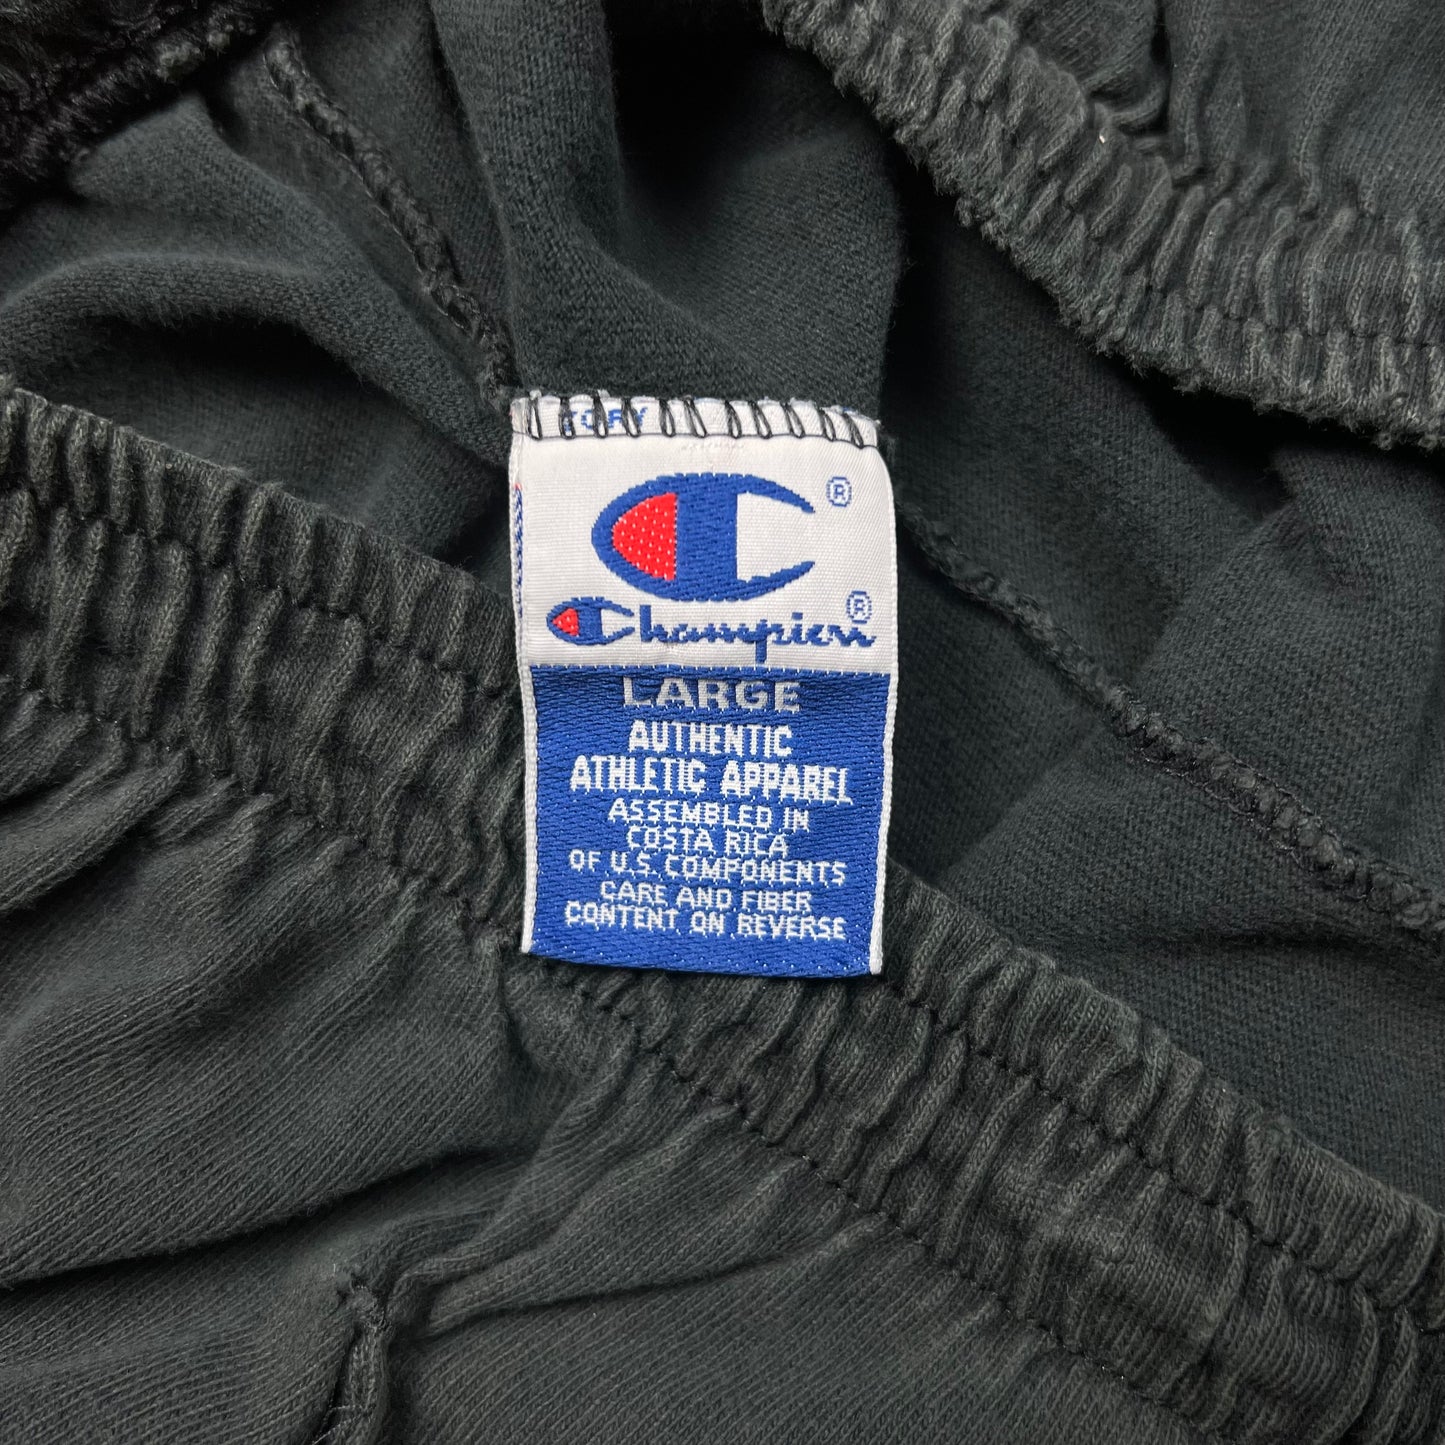 ®
Champion ®
LARGE
AUTHENTIC
ATHLETIC APPAREL
ASSEMBLED IN
COSTA RICA
OF U.S. COMPONENTS
CARE AND FIBER
CONTENT ON REVERSE